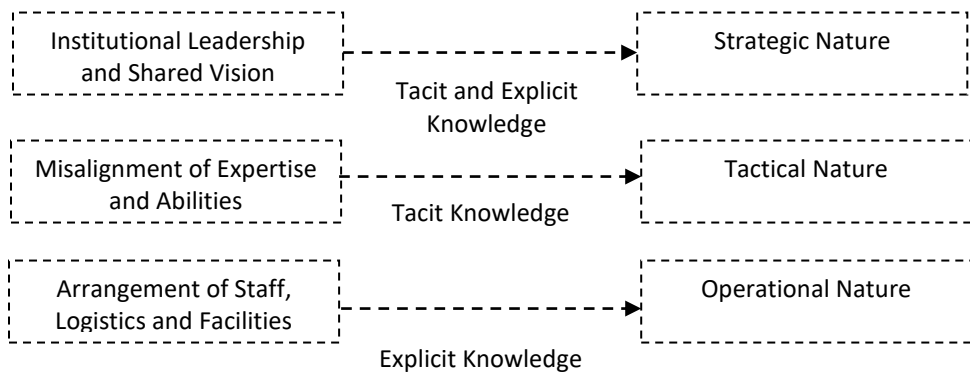 Institutional Leadership
and Shared Vision
Strategic Nature
Tacit and Explicit
Knowledge
Misalignment of Expertise
and Abilities
Tactical Nature
Tacit Knowledge
Arrangement of Staff,
Logistics and Facilities
Operational Nature
Explicit Knowledge